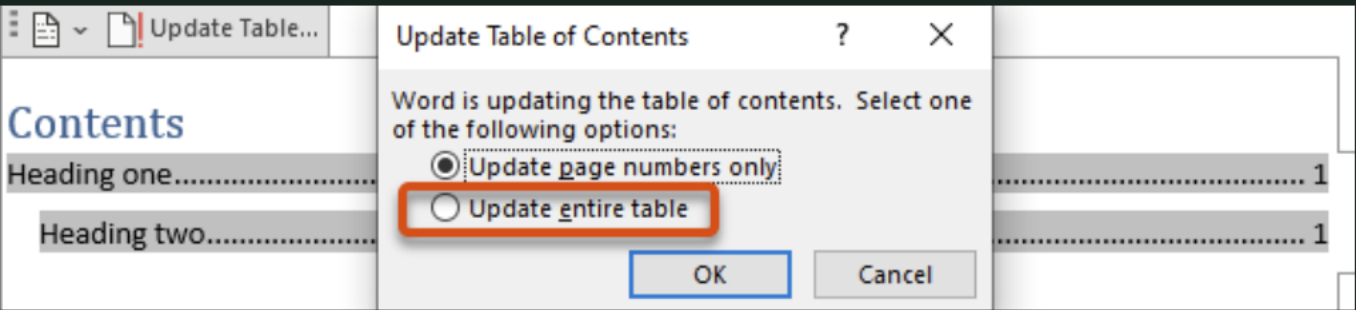 Update Table...
Update Table of Contents ?
Word is updating the table of contents. Select one
of the following options:
Update page numbers only
Update entire table
OK Cancel
Contents
Heading one.................... 1
Heading two.................... 1